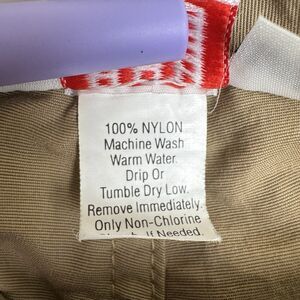 100% NYLON
Machine Wash
Warm Water.
Drip Or
Tumble Dry Low.
Remove Immediately.
Only Non-Chlorine
If Needed.